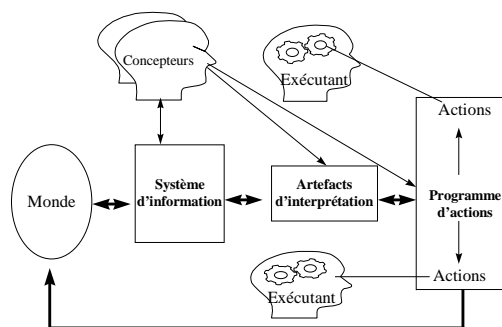 Concepteurs
Exécutant
Actions
Monde
Système
d'information
Artefacts
d'interprétation
Programme
d'actions
Actions
Exécutant